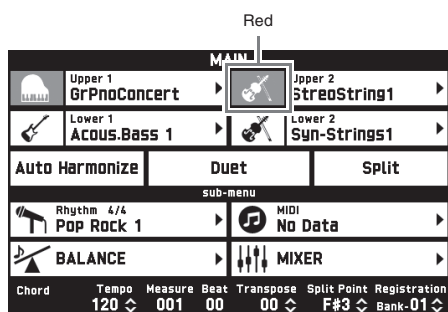 Red
MAIN
Upper 1
GrPnoConcert
Upper 2
StreoString1
Lower 1
Acous.Bass 1
Lower 2
Syn-Strings1
Auto Harmonize Duet Split
sub-menu
Rhythm 4/4
Pop Rock 1
MIDI
No Data
BALANCE MIXER
Chord Tempo Measure Beat Transpose Split Point Registration
120 001 00 00 F#3 Bank-01